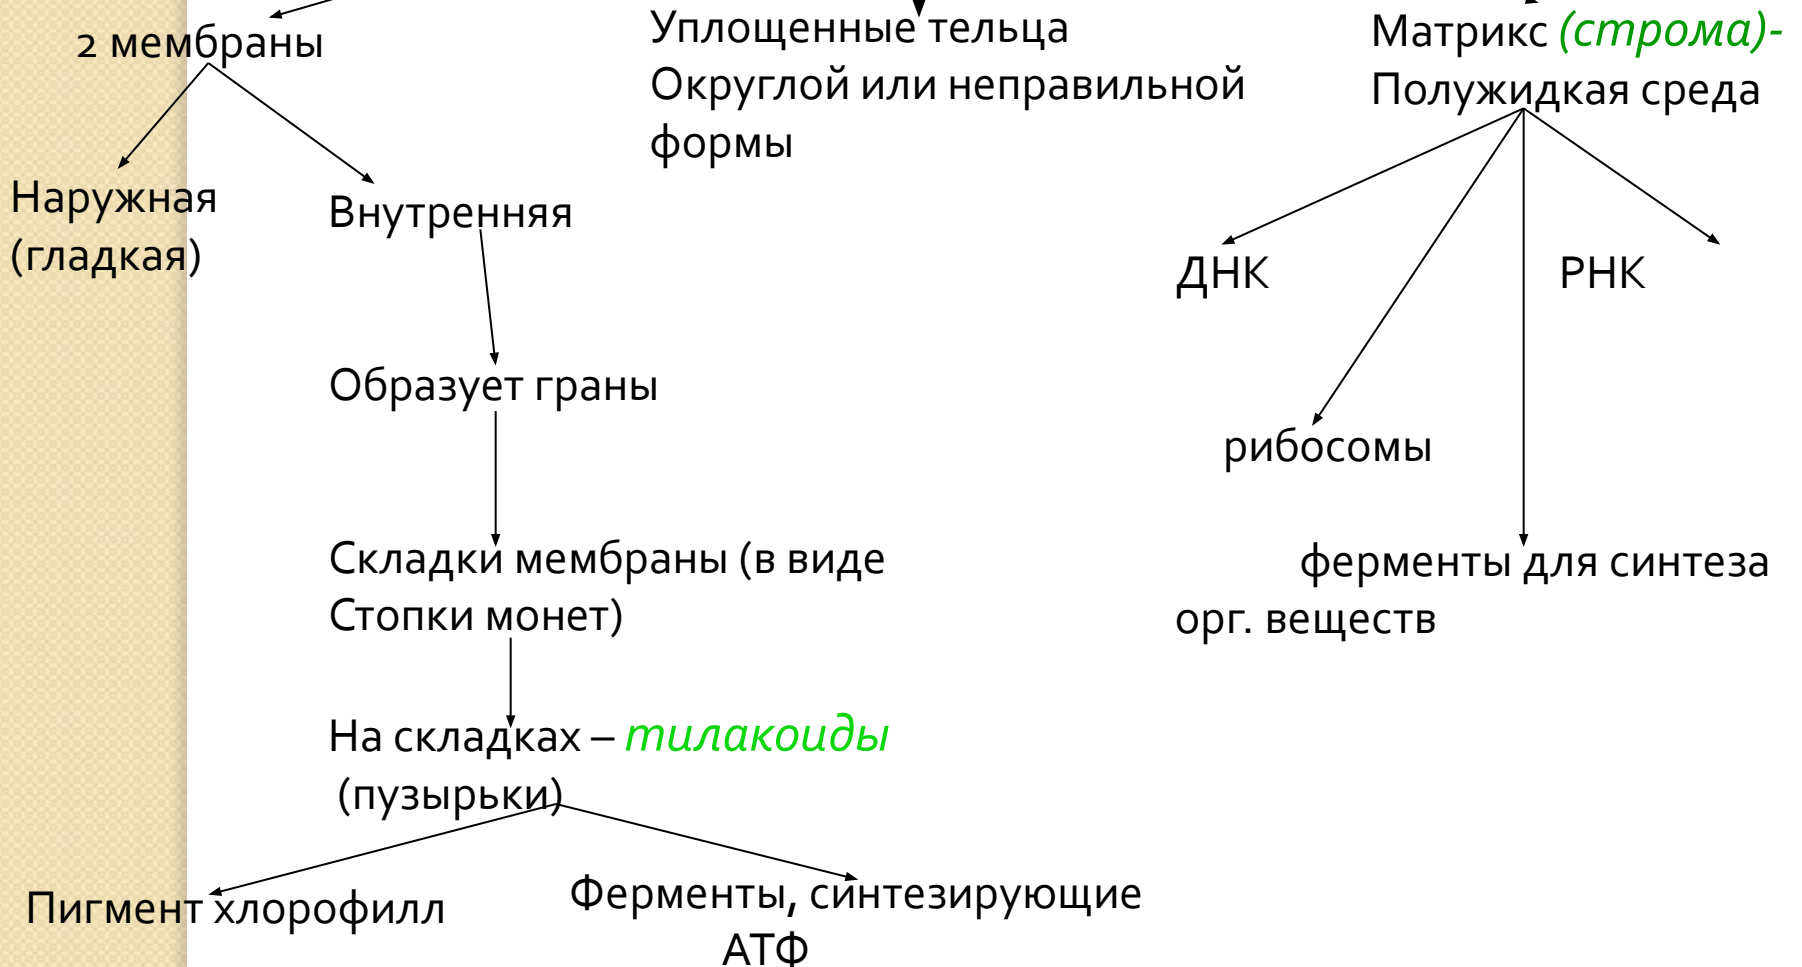 2 мембраны
Наружная
(гладкая)
Внутренняя
Образует граны
Складки мембраны (в виде
Стопки монет)
На складках – тилакоиды
(пузырьки)
Пигмент хлорофилл
Ферменты, синтезирующие
АТФ
Уплощенные тельца
Округлой или неправильной
формы
Матрикс (строма)-
Полужидкая среда
ДНК
РНК
рибосомы
ферменты для синтеза
орг. веществ